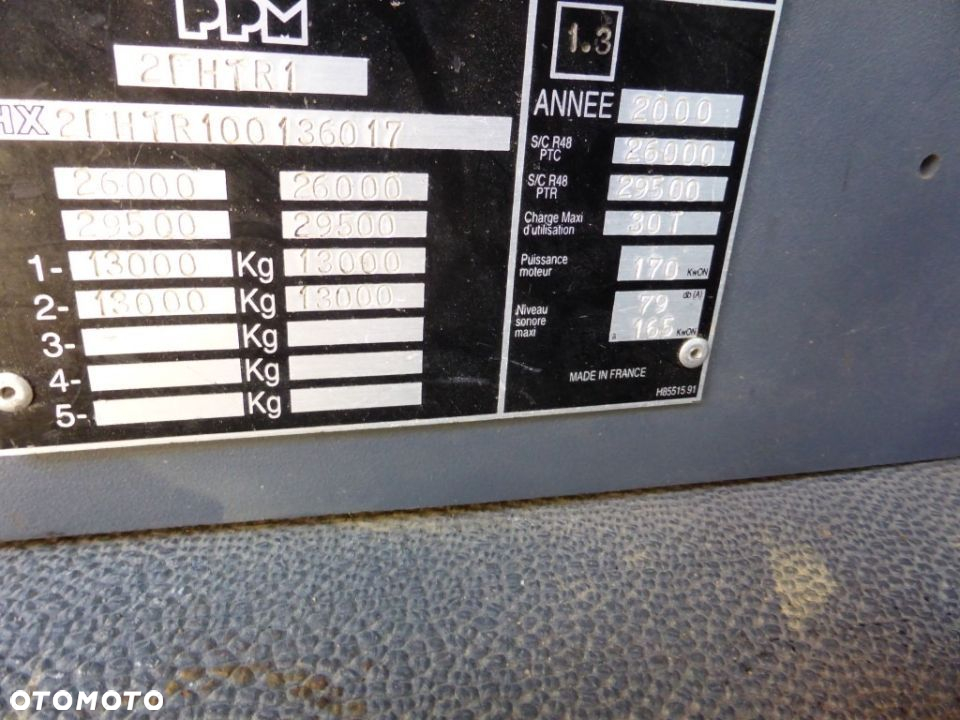 PPM
2FHTR1
HX 2FHTR100136017
26000 26000
29500 29500
1- 13000 Kg 13000
2- 13000 Kg 13000
3- Kg
4- Kg
5- Kg
1.3
ANNEE 2000
S/C R48 PTC 26000
S/C R48 PTR 29500
Charge Maxi d'utilisation 30T
Puissance moteur 170 KwON
Niveau sonore maxi 79 db (A)
a 165 KwON
MADE IN FRANCE
H85515 91
OTOMOTO